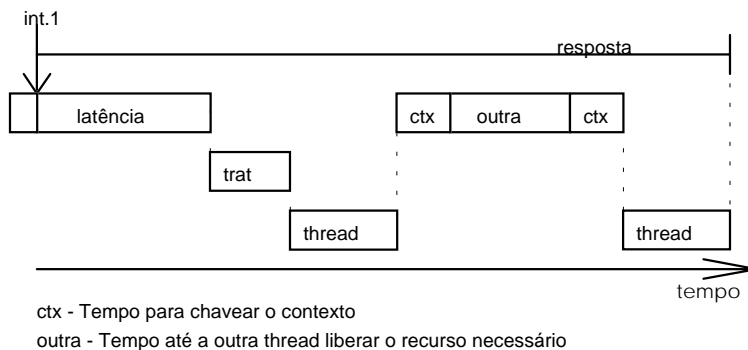 int.1
resposta
latência
ctx outra ctx
trat
thread thread
tempo
ctx - Tempo para chavear o contexto
outra - Tempo até a outra thread liberar o recurso necessário